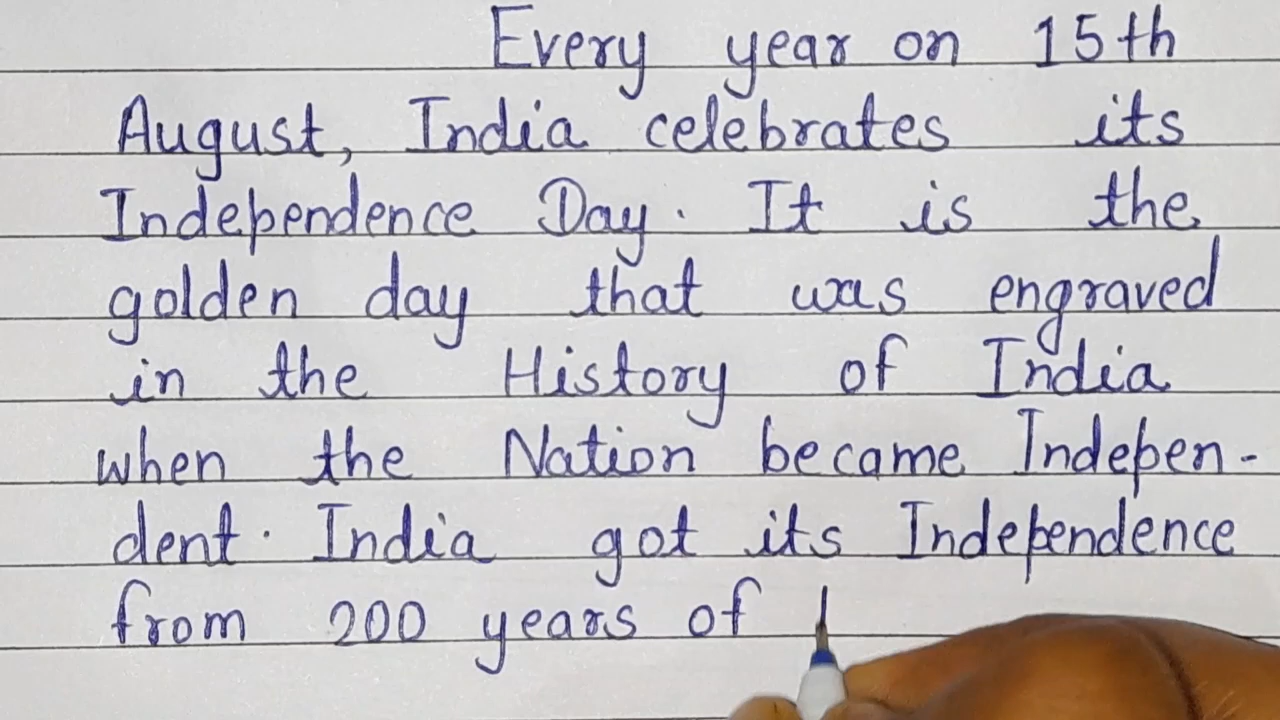 Every year on 15th
August, India celebrates its
Independence Day. It is the
golden day that was engraved
in the History of India
when the Nation became Indepen-
dent. India got its Independence
from 200 years of